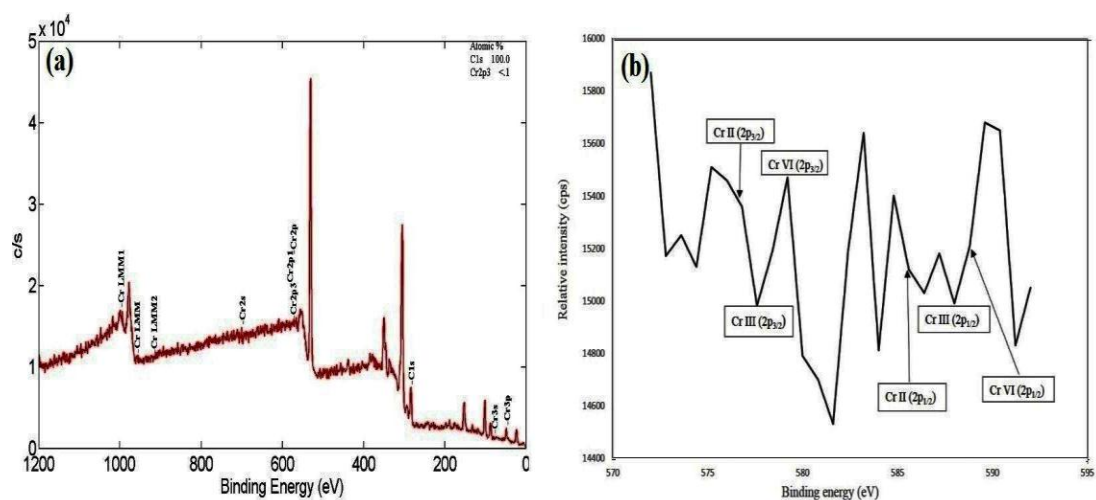 (a)
5 x 10⁴
4
3
2
1
0
c/s
1200
1000
800
600
400
200
0
Binding Energy (eV)
Atomic %
C1s 100.0
Cr2p3 <1
Cr LMM1
Cr LMM
Cr LMM2
Cr2s
Cr2p3
Cr2p1
Cr2p
C1s
Cr3s
Cr3p
(b)
16000
15800
15600
15400
15200
15000
14800
14600
14400
Relative intensity (cps)
570
575
580
585
590
595
Binding energy (eV)
Cr II (2p3/2)
Cr VI (2p3/2)
Cr III (2p3/2)
Cr III (2p1/2)
Cr II (2p1/2)
Cr VI (2p1/2)